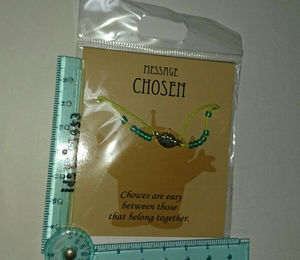 MESSAGE
CHOSEN
Choices are easy
between those
that belong together.